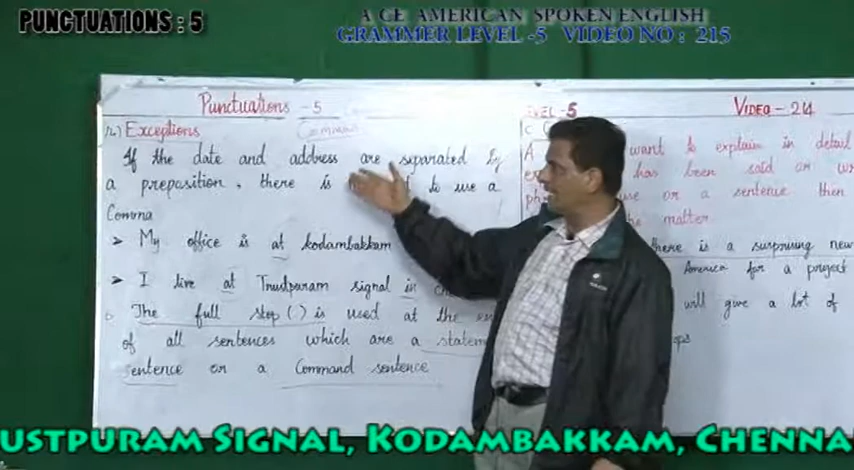 PUNCTUATIONS : 5
A CE AMERICAN SPOKEN ENGLISH
GRAMMER LEVEL -5 VIDEO NO : 215
Punctuations - 5
Exceptions
If the date and address are separated by
a preposition, there is to use a
Comma
➤ My office is at kodambakkam
➤ I live at Trustpuram signal in
The full stop ( ) is used at the
of all sentences which are a
sentence or a Command sentence
LEVEL - 5
VIDEO - 214
want to explain in detail
has been said or
use or a sentence then
the matter
there is a surprising
America for a project
will give a lot of
USTPURAM SIGNAL, KODAMBAKKAM, CHENNA